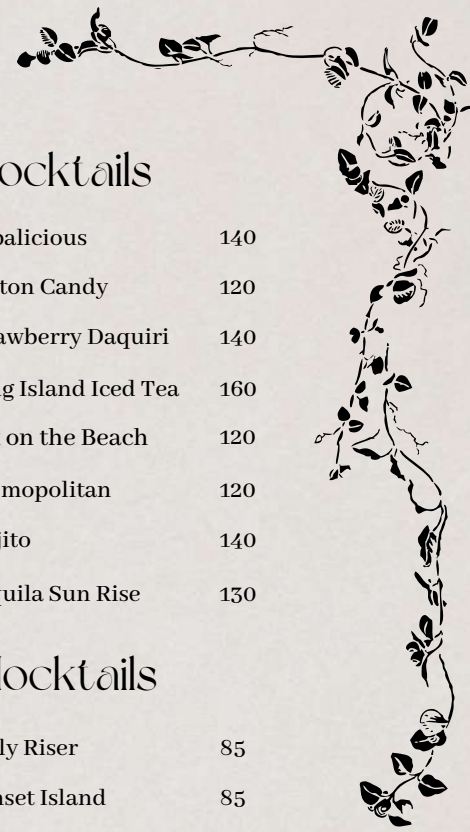 ocktails
alicious 140
ton Candy 120
awberry Daquiri 140
g Island Iced Tea 160
on the Beach 120
mopolitan 120
jito 140
quila Sun Rise 130
locktails
ly Riser 85
nset Island 85